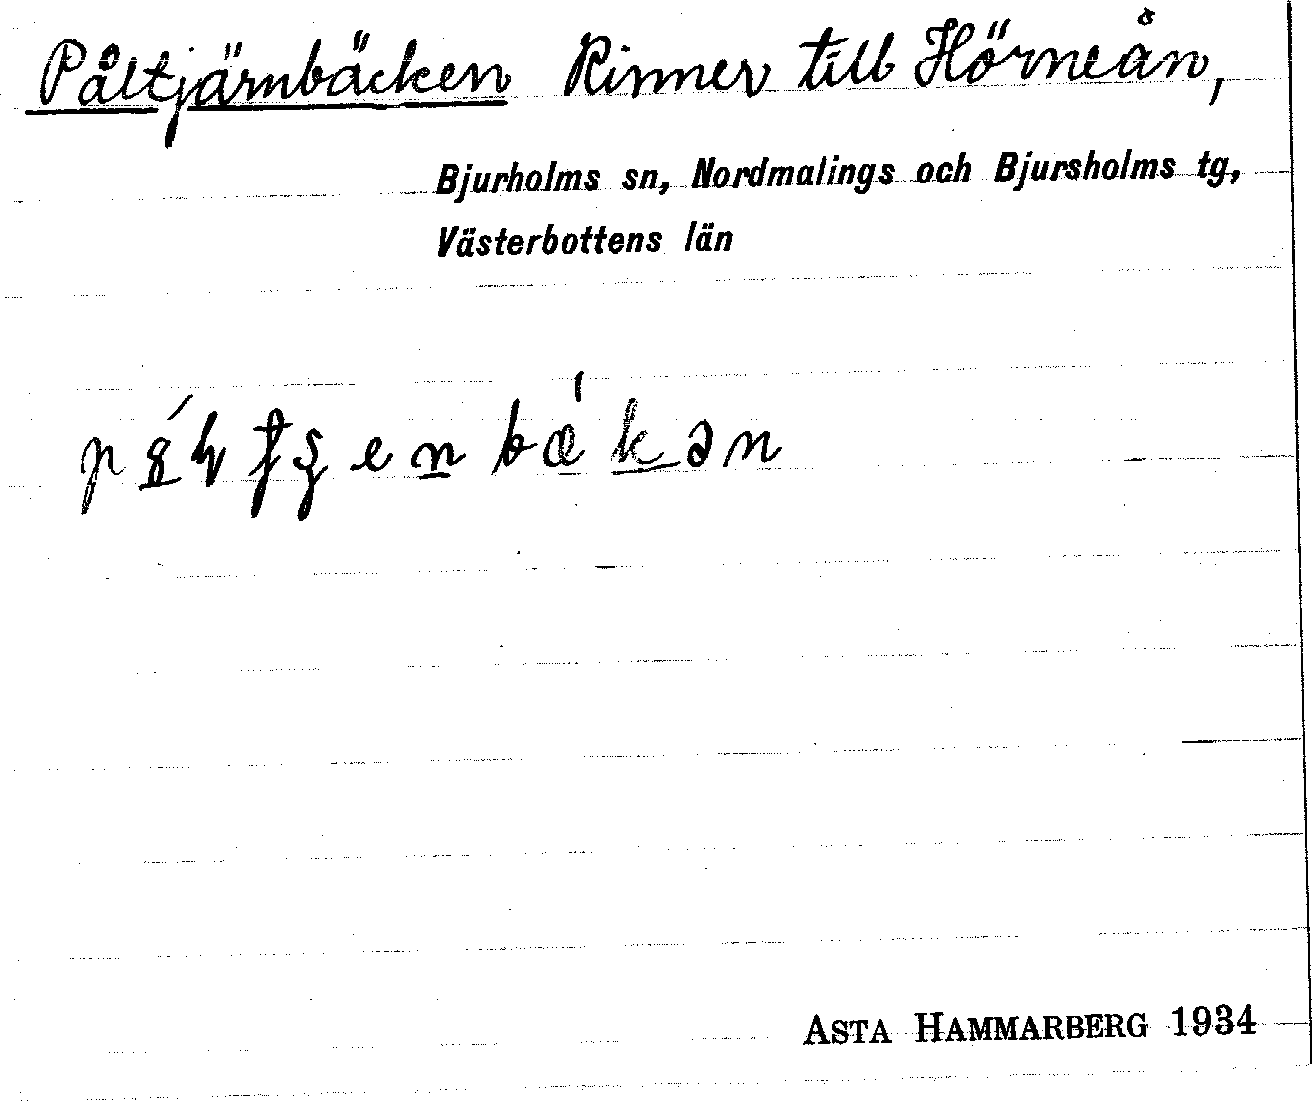 Påltjärnbäcken Rinner till Hörneån,
Bjurholms sn, Nordmalings och Bjursholms tg,
Västerbottens län
ASTA HAMMARBERG 1934